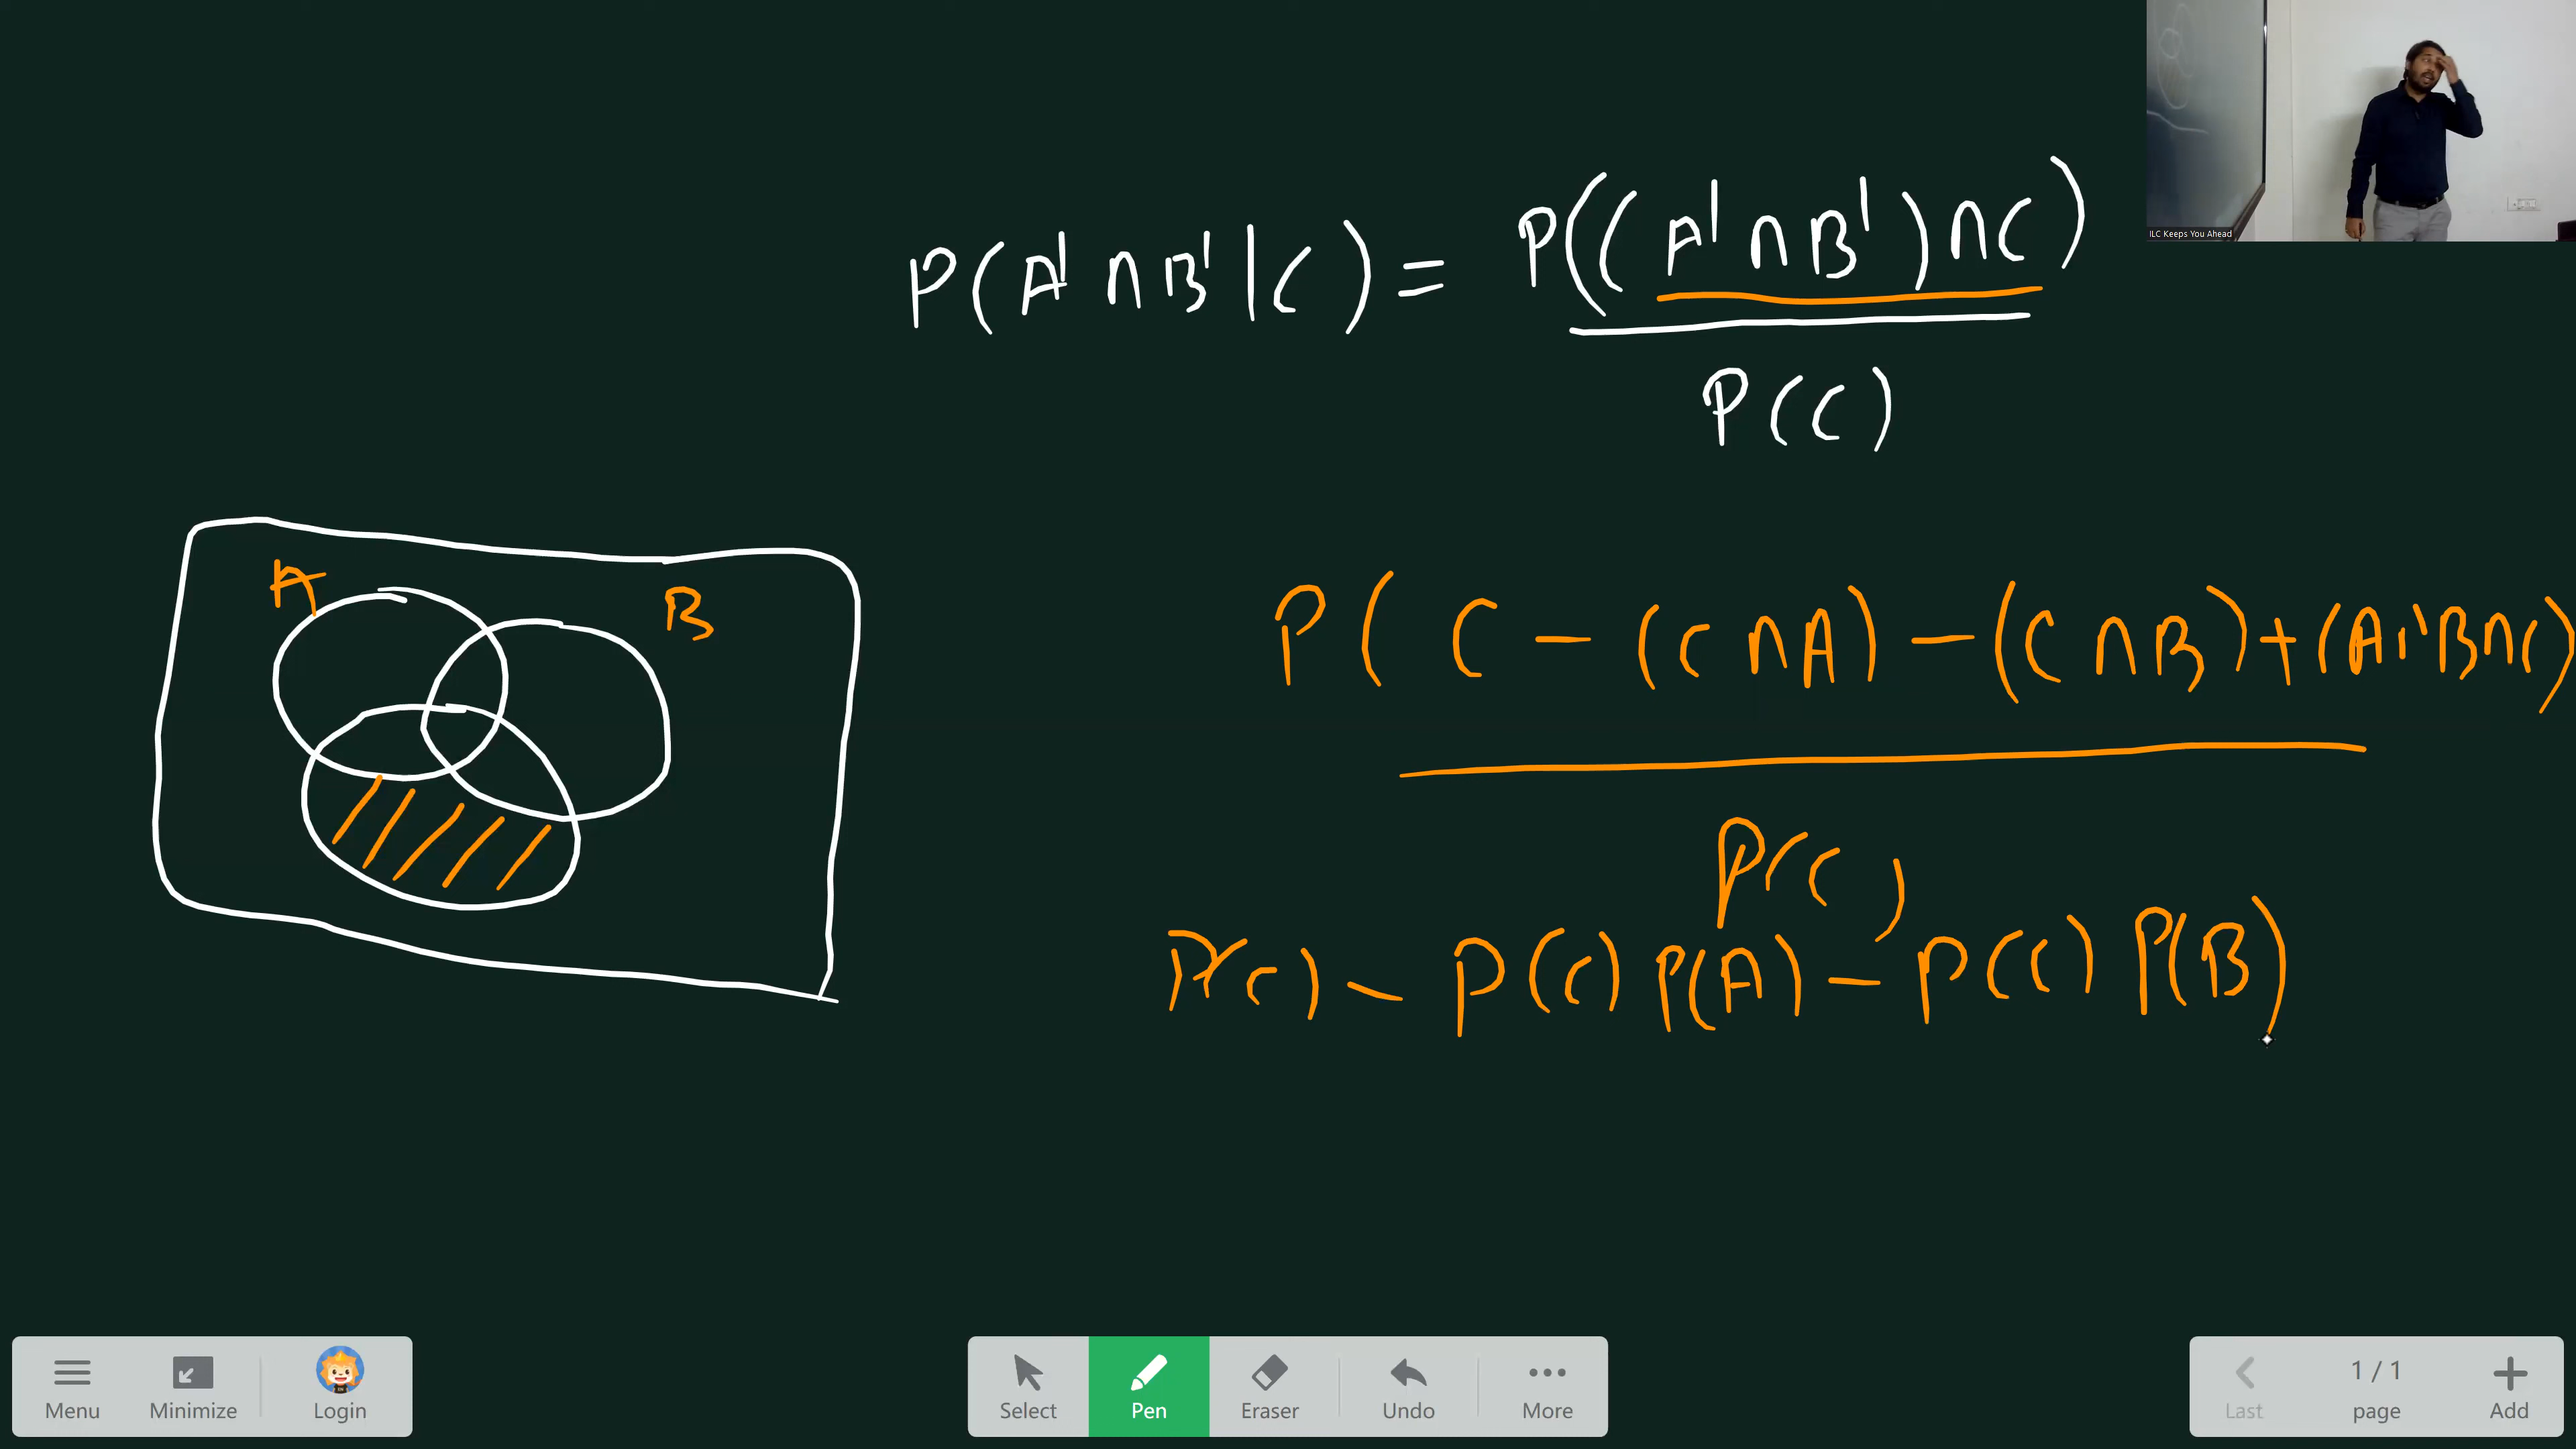 P(A' ∩ B' | C) = P((A' ∩ B') ∩ C)
P(C)
A
B
P( C − (C ∩ A) − (C ∩ B) + (A ∩ B ∩ C)
P(C)
P(C) − P(C) P(A) − P(C) P(B)
ILC Keeps You Ahead
Menu
Minimize
Login
Select
Pen
Eraser
Undo
More
Last
1 / 1
page
Add